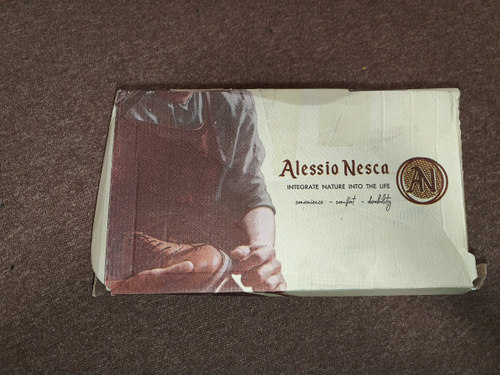 Alessio Nesca
INTEGRATE NATURE INTO THE LIFE
convenience - comfort - durability
AN